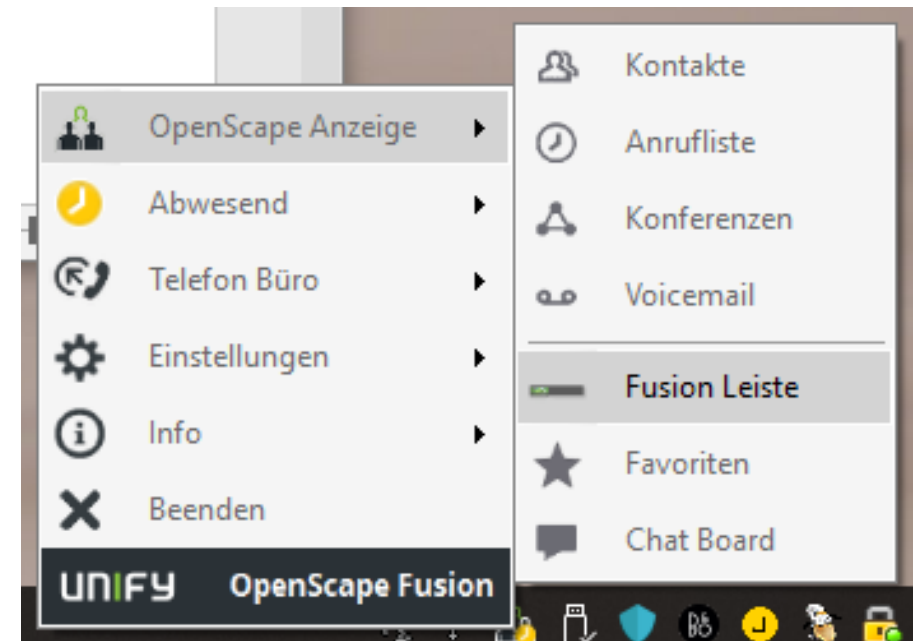 OpenScape Anzeige
Abwesend
Telefon Büro
Einstellungen
Info
Beenden
UNIFY OpenScape Fusion
Kontakte
Anrufliste
Konferenzen
Voicemail
Fusion Leiste
Favoriten
Chat Board